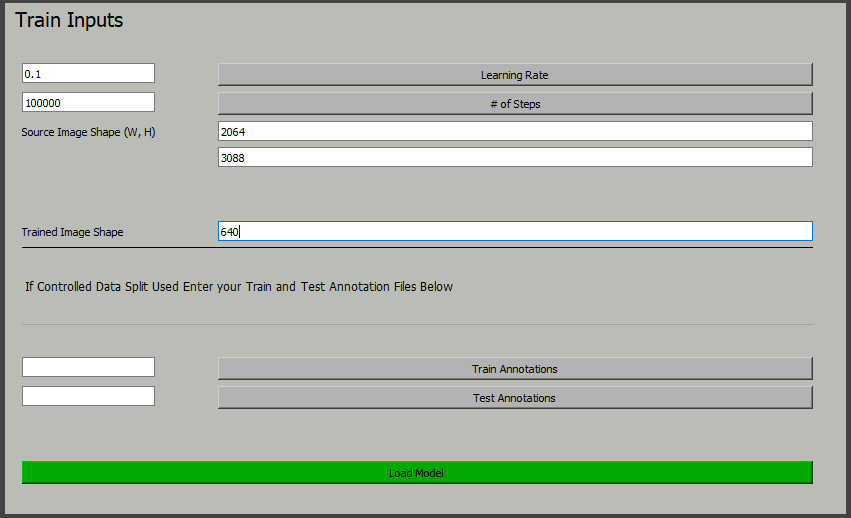 Train Inputs
0.1
Learning Rate
100000
# of Steps
Source Image Shape (W, H)
2064
3088
Trained Image Shape
640
If Controlled Data Split Used Enter your Train and Test Annotation Files Below
Train Annotations
Test Annotations
Load Model